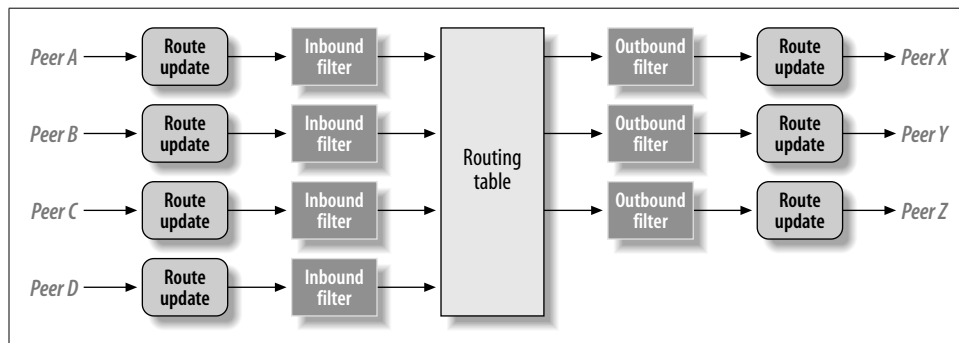 Peer A
Route
update
Inbound
filter
Outbound
filter
Route
update
Peer X
Peer B
Route
update
Inbound
filter
Outbound
filter
Route
update
Peer Y
Routing
table
Peer C
Route
update
Inbound
filter
Outbound
filter
Route
update
Peer Z
Peer D
Route
update
Inbound
filter